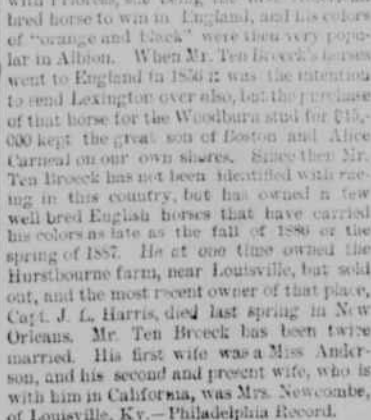 with Prioress, she being the first American
bred horse to win in England, and his colors
of "orange and black" were then very popu-
lar in Albion. When Mr. Ten Broeck's horses
went to England in 1856 it was the intention
to send Lexington over also, but the purchase
of that horse for the Woodburn stud for $15,-
000 kept the great son of Boston and Alice
Carneal on our own shores. Since then Mr.
Ten Broeck has not been identified with rac-
ing in this country, but has owned a few
well bred English horses that have carried
his colors as late as the fall of 1886 or the
spring of 1887. He at one time owned the
Hurstbourne farm, near Louisville, but sold
out, and the most recent owner of that place,
Capt. J. L. Harris, died last spring in New
Orleans. Mr. Ten Broeck has been twice
married. His first wife was a Miss Ander-
son, and his second and present wife, who is
with him in California, was Mrs. Newcombe,
of Louisville, Ky.—Philadelphia Record.